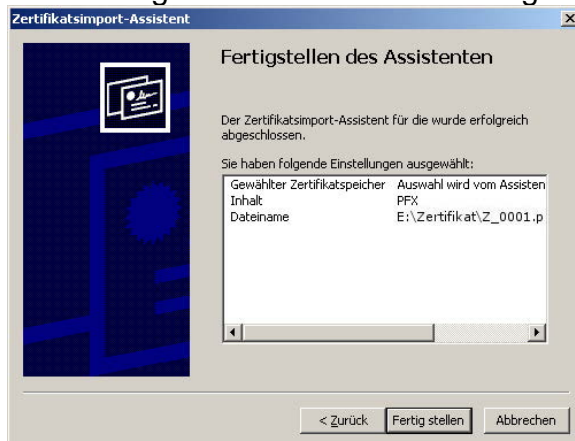 Zertifikatsimport-Assistent
Fertigstellen des Assistenten
Der Zertifikatsimport-Assistent für die wurde erfolgreich
abgeschlossen.
Sie haben folgende Einstellungen ausgewählt:
Gewählter Zertifikatspeicher Auswahl wird vom Assisten
Inhalt PFX
Dateiname E:\Zertifikat\Z_0001.p
< Zurück Fertig stellen Abbrechen